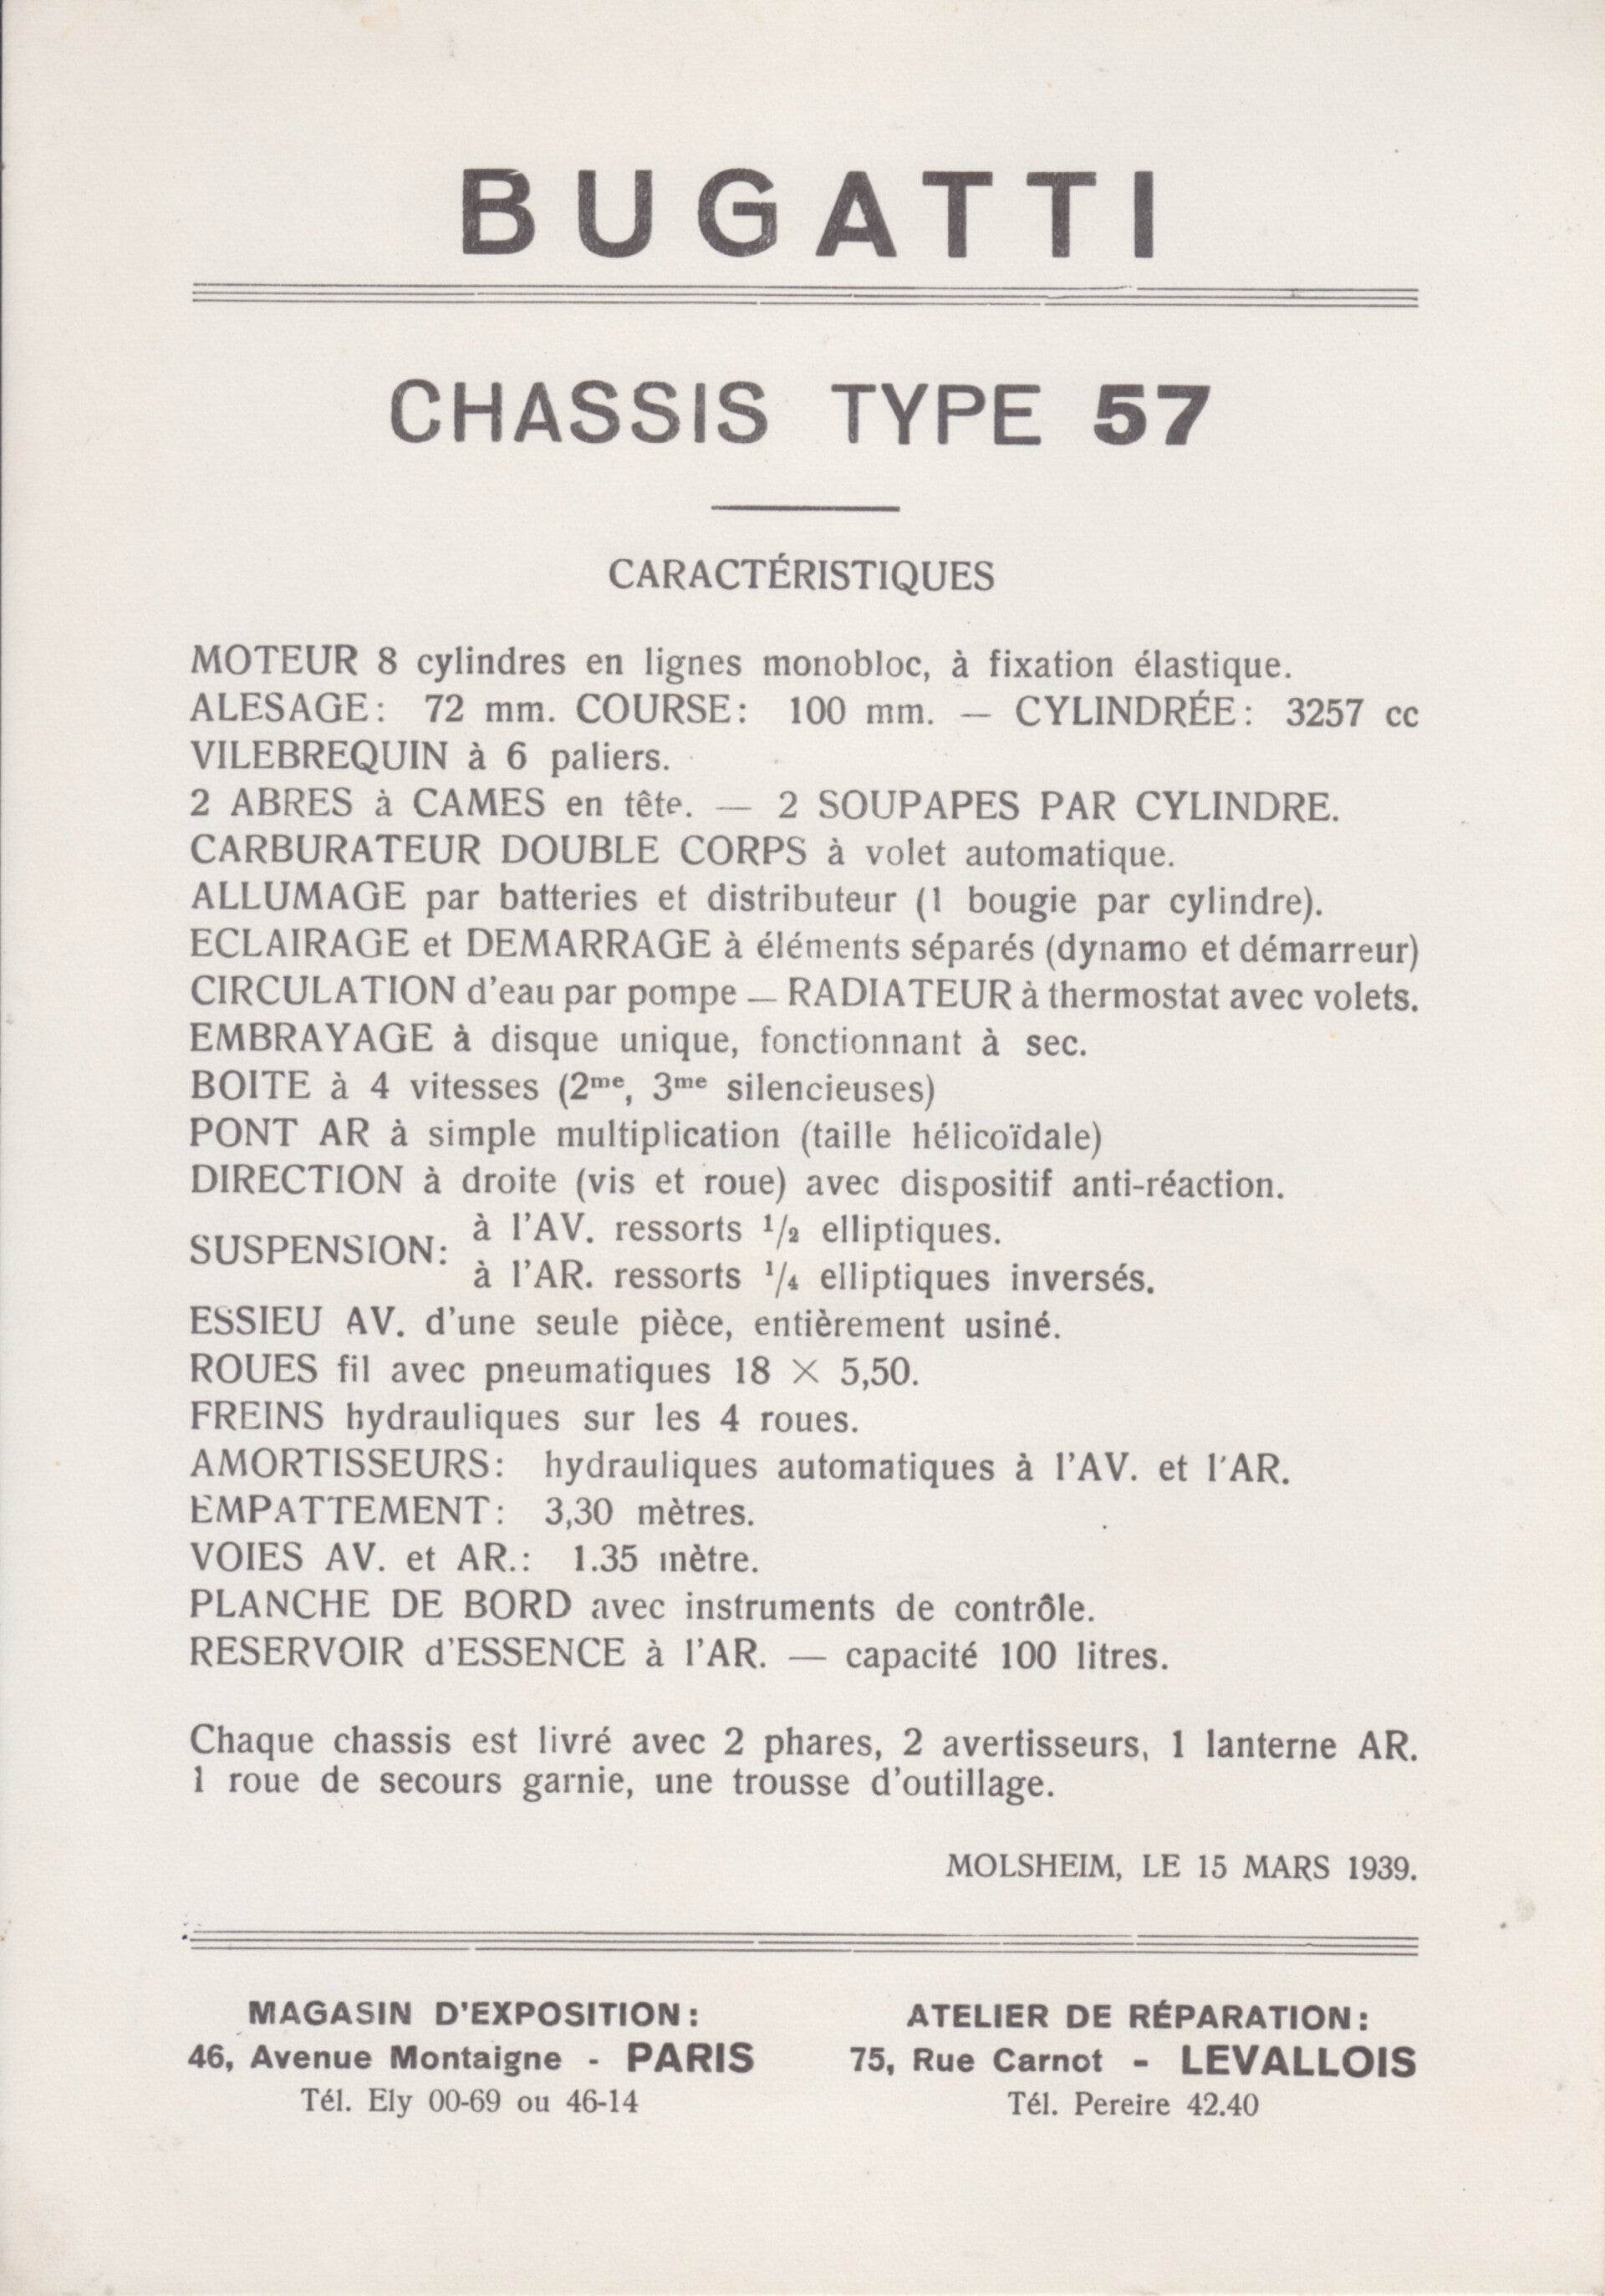 BUGATTI
CHASSIS TYPE 57
CARACTÉRISTIQUES
MOTEUR 8 cylindres en lignes monobloc, à fixation élastique.
ALESAGE: 72 mm. COURSE: 100 mm. — CYLINDRÉE: 3257 cc
VILEBREQUIN à 6 paliers.
2 ABRES à CAMES en tête. — 2 SOUPAPES PAR CYLINDRE.
CARBURATEUR DOUBLE CORPS à volet automatique.
ALLUMAGE par batteries et distributeur (1 bougie par cylindre).
ECLAIRAGE et DEMARRAGE à éléments séparés (dynamo et démarreur)
CIRCULATION d'eau par pompe — RADIATEUR à thermostat avec volets.
EMBRAYAGE à disque unique, fonctionnant à sec.
BOITE à 4 vitesses (2me, 3me silencieuses)
PONT AR à simple multiplication (taille hélicoïdale)
DIRECTION à droite (vis et roue) avec dispositif anti-réaction.
SUSPENSION: à l'AV. ressorts 1/2 elliptiques.
à l'AR. ressorts 1/4 elliptiques inversés.
ESSIEU AV. d'une seule pièce, entièrement usiné.
ROUES fil avec pneumatiques 18 × 5,50.
FREINS hydrauliques sur les 4 roues.
AMORTISSEURS: hydrauliques automatiques à l'AV. et l'AR.
EMPATTEMENT: 3,30 mètres.
VOIES AV. et AR.: 1.35 mètre.
PLANCHE DE BORD avec instruments de contrôle.
RESERVOIR d'ESSENCE à l'AR. — capacité 100 litres.
Chaque chassis est livré avec 2 phares, 2 avertisseurs, 1 lanterne AR.
1 roue de secours garnie, une trousse d'outillage.
MOLSHEIM, LE 15 MARS 1939.
MAGASIN D'EXPOSITION:
46, Avenue Montaigne - PARIS
Tél. Ely 00-69 ou 46-14
ATELIER DE RÉPARATION:
75, Rue Carnot - LEVALLOIS
Tél. Pereire 42.40